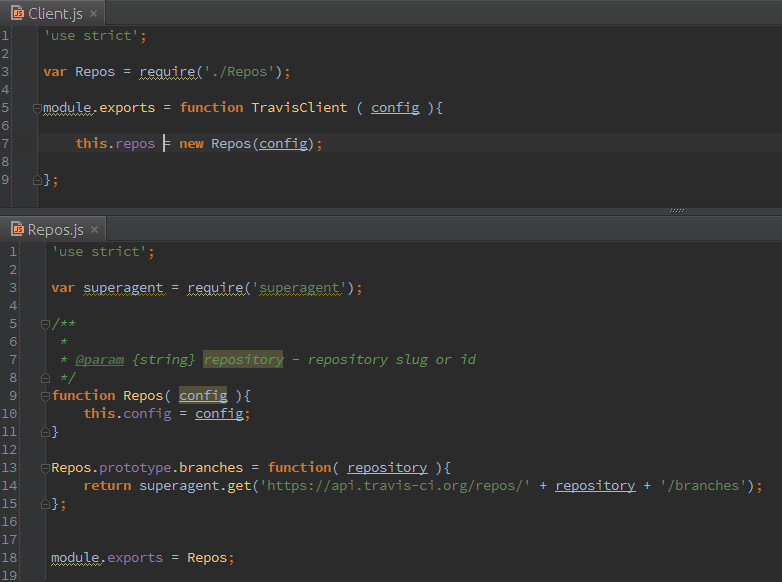 Client.js
1 'use strict';
2
3 var Repos = require('./Repos');
4
5 module.exports = function TravisClient ( config ){
6
7     this.repos = new Repos(config);
8
9 };
Repos.js
1 'use strict';
2
3 var superagent = require('superagent');
4
5 /**
6  *
7  * @param {string} repository - repository slug or id
8  */
9 function Repos( config ){
10     this.config = config;
11 }
12
13 Repos.prototype.branches = function( repository ){
14     return superagent.get('https://api.travis-ci.org/repos/' + repository + '/branches');
15 };
16
17
18 module.exports = Repos;
19